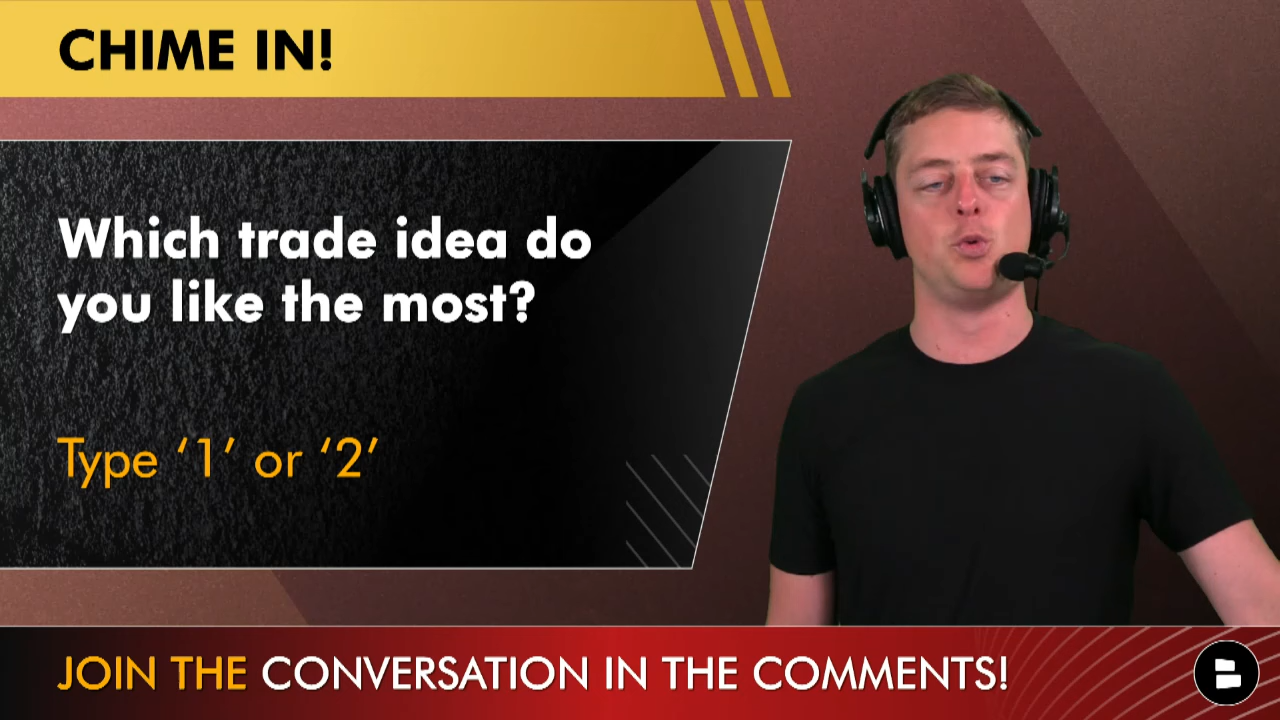 CHIME IN!
Which trade idea do
you like the most?
Type ‘1’ or ‘2’
JOIN THE CONVERSATION IN THE COMMENTS!